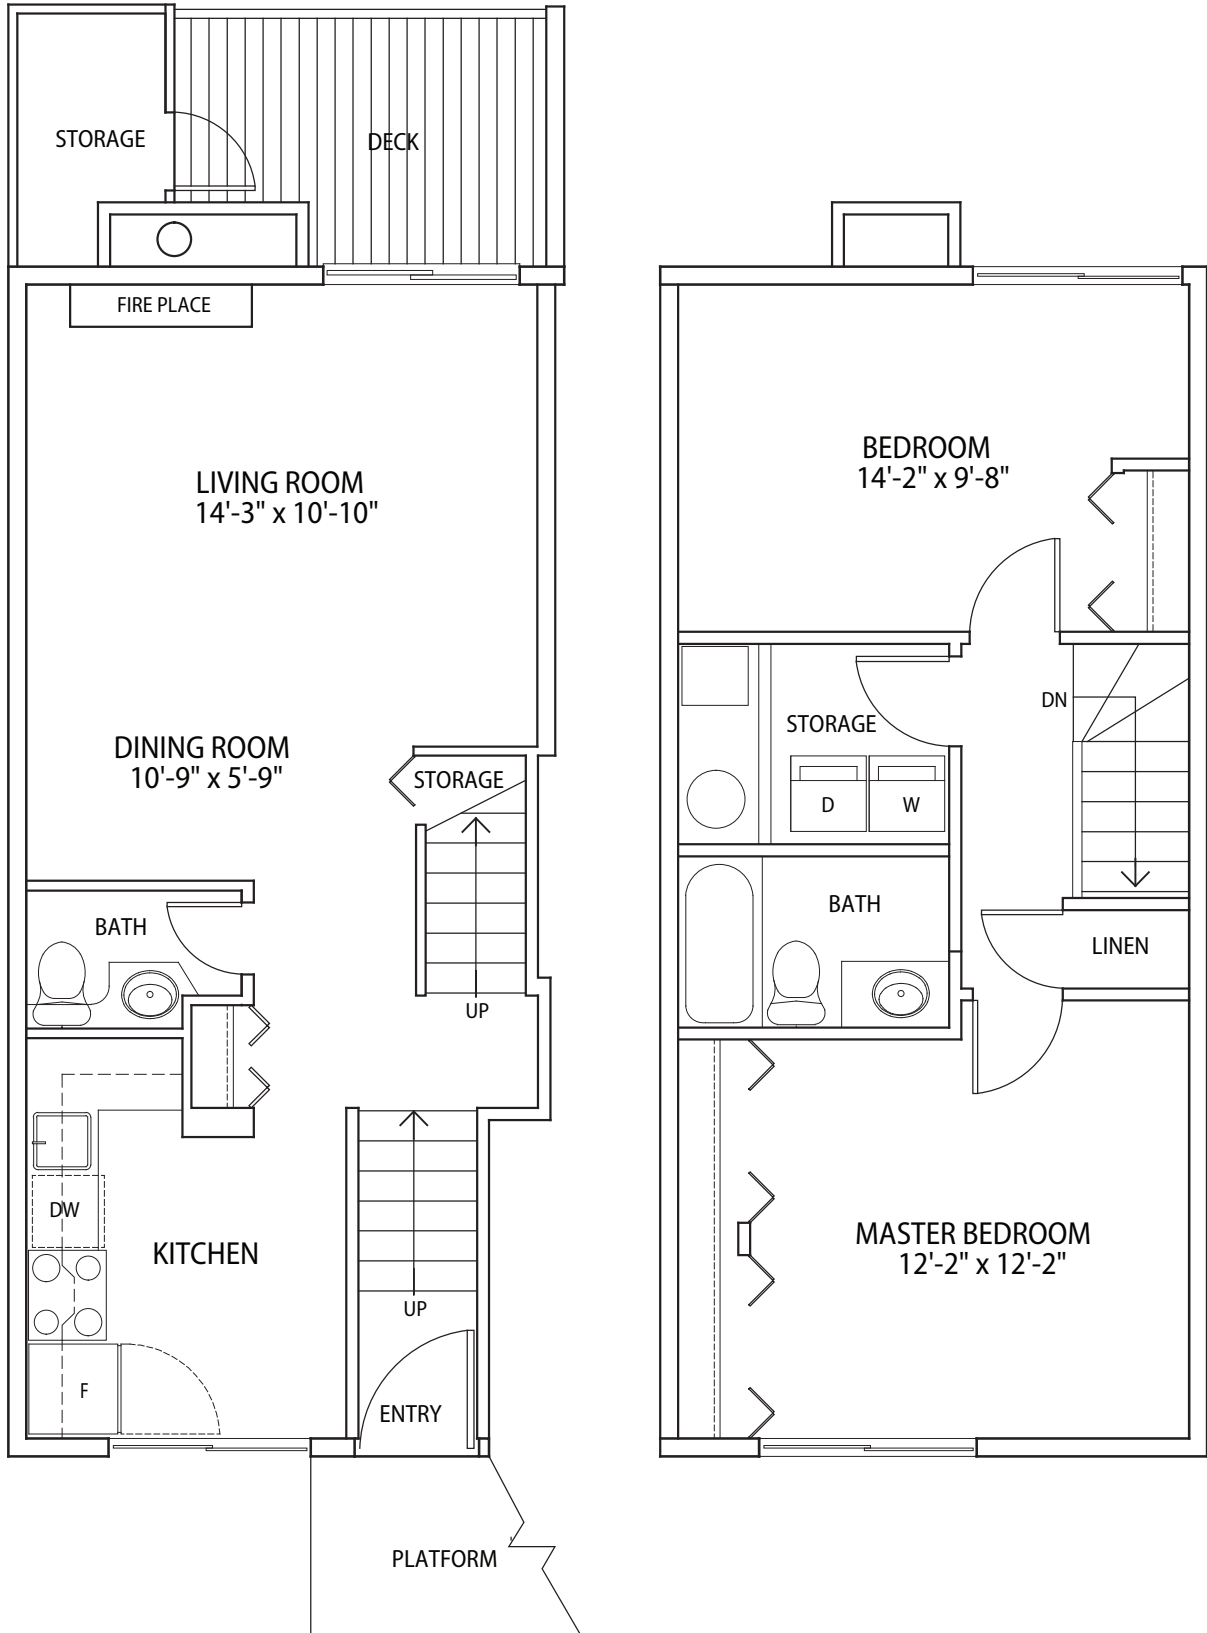 STORAGE
DECK
FIRE PLACE
LIVING ROOM
14'-3" x 10'-10"
DINING ROOM
10'-9" x 5'-9"
STORAGE
BATH
UP
DW
KITCHEN
UP
F
ENTRY
PLATFORM
BEDROOM
14'-2" x 9'-8"
DN
STORAGE
D
W
BATH
LINEN
MASTER BEDROOM
12'-2" x 12'-2"